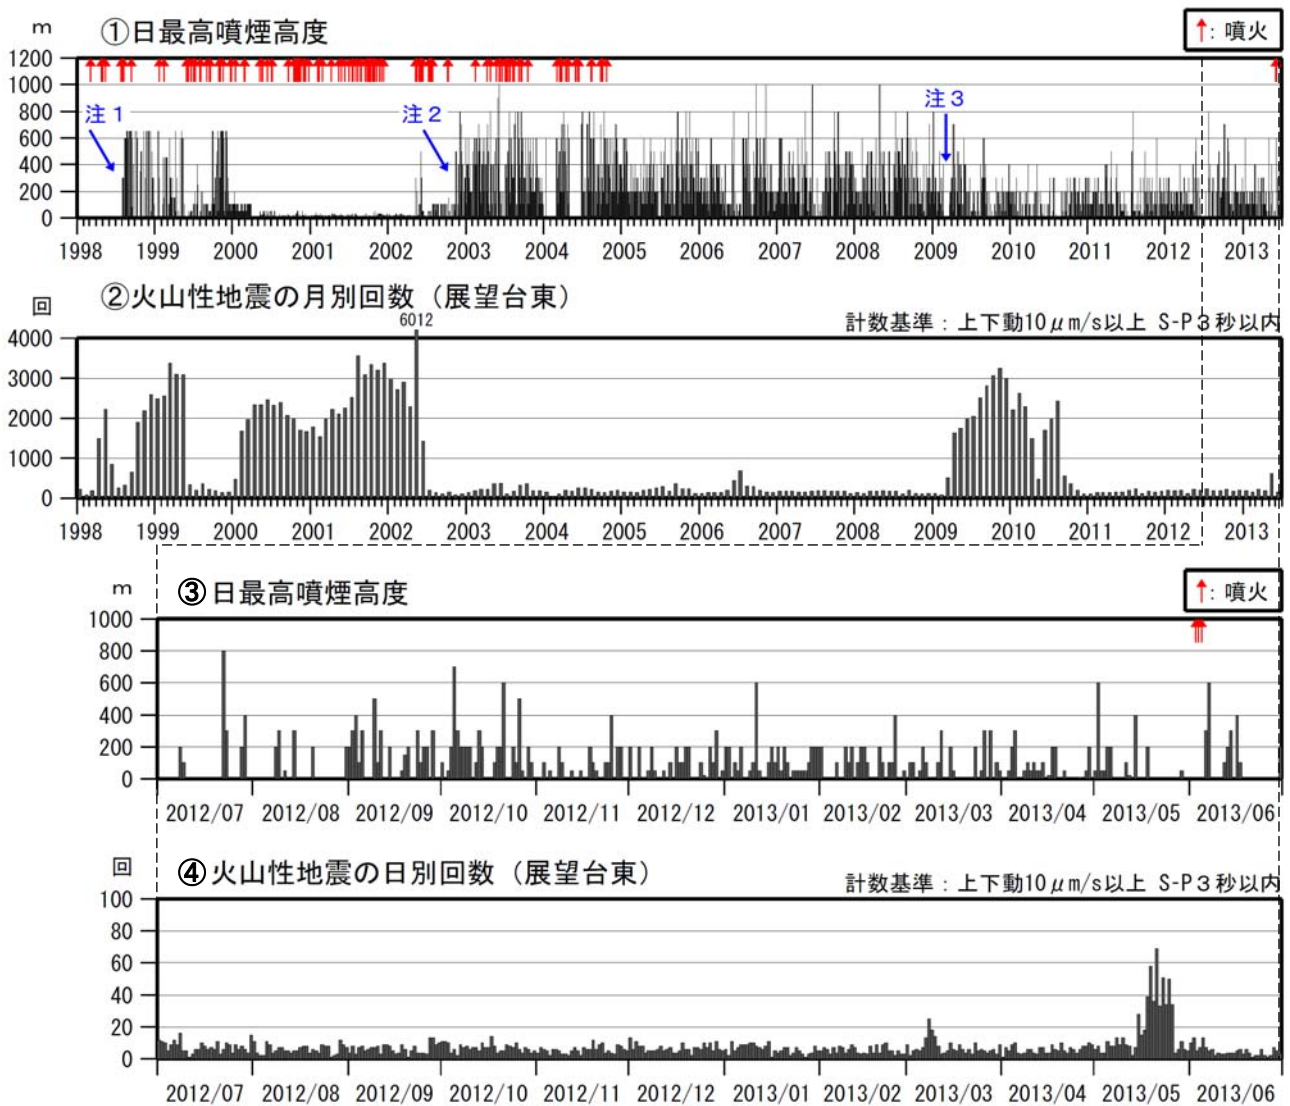 ①日最高噴煙高度
↑: 噴火
m
1200
1000
800
600
400
200
0
注1
注2
注3
1998 1999 2000 2001 2002 2003 2004 2005 2006 2007 2008 2009 2010 2011 2012 2013
②火山性地震の月別回数（展望台東）
回
6012
計数基準：上下動10μm/s以上 S-P3秒以内
4000
3000
2000
1000
0
1998 1999 2000 2001 2002 2003 2004 2005 2006 2007 2008 2009 2010 2011 2012 2013
③日最高噴煙高度
↑: 噴火
m
1000
800
600
400
200
0
2012/07 2012/08 2012/09 2012/10 2012/11 2012/12 2013/01 2013/02 2013/03 2013/04 2013/05 2013/06
④火山性地震の日別回数（展望台東）
回
計数基準：上下動10μm/s以上 S-P3秒以内
100
80
60
40
20
0
2012/07 2012/08 2012/09 2012/10 2012/11 2012/12 2013/01 2013/02 2013/03 2013/04 2013/05 2013/06